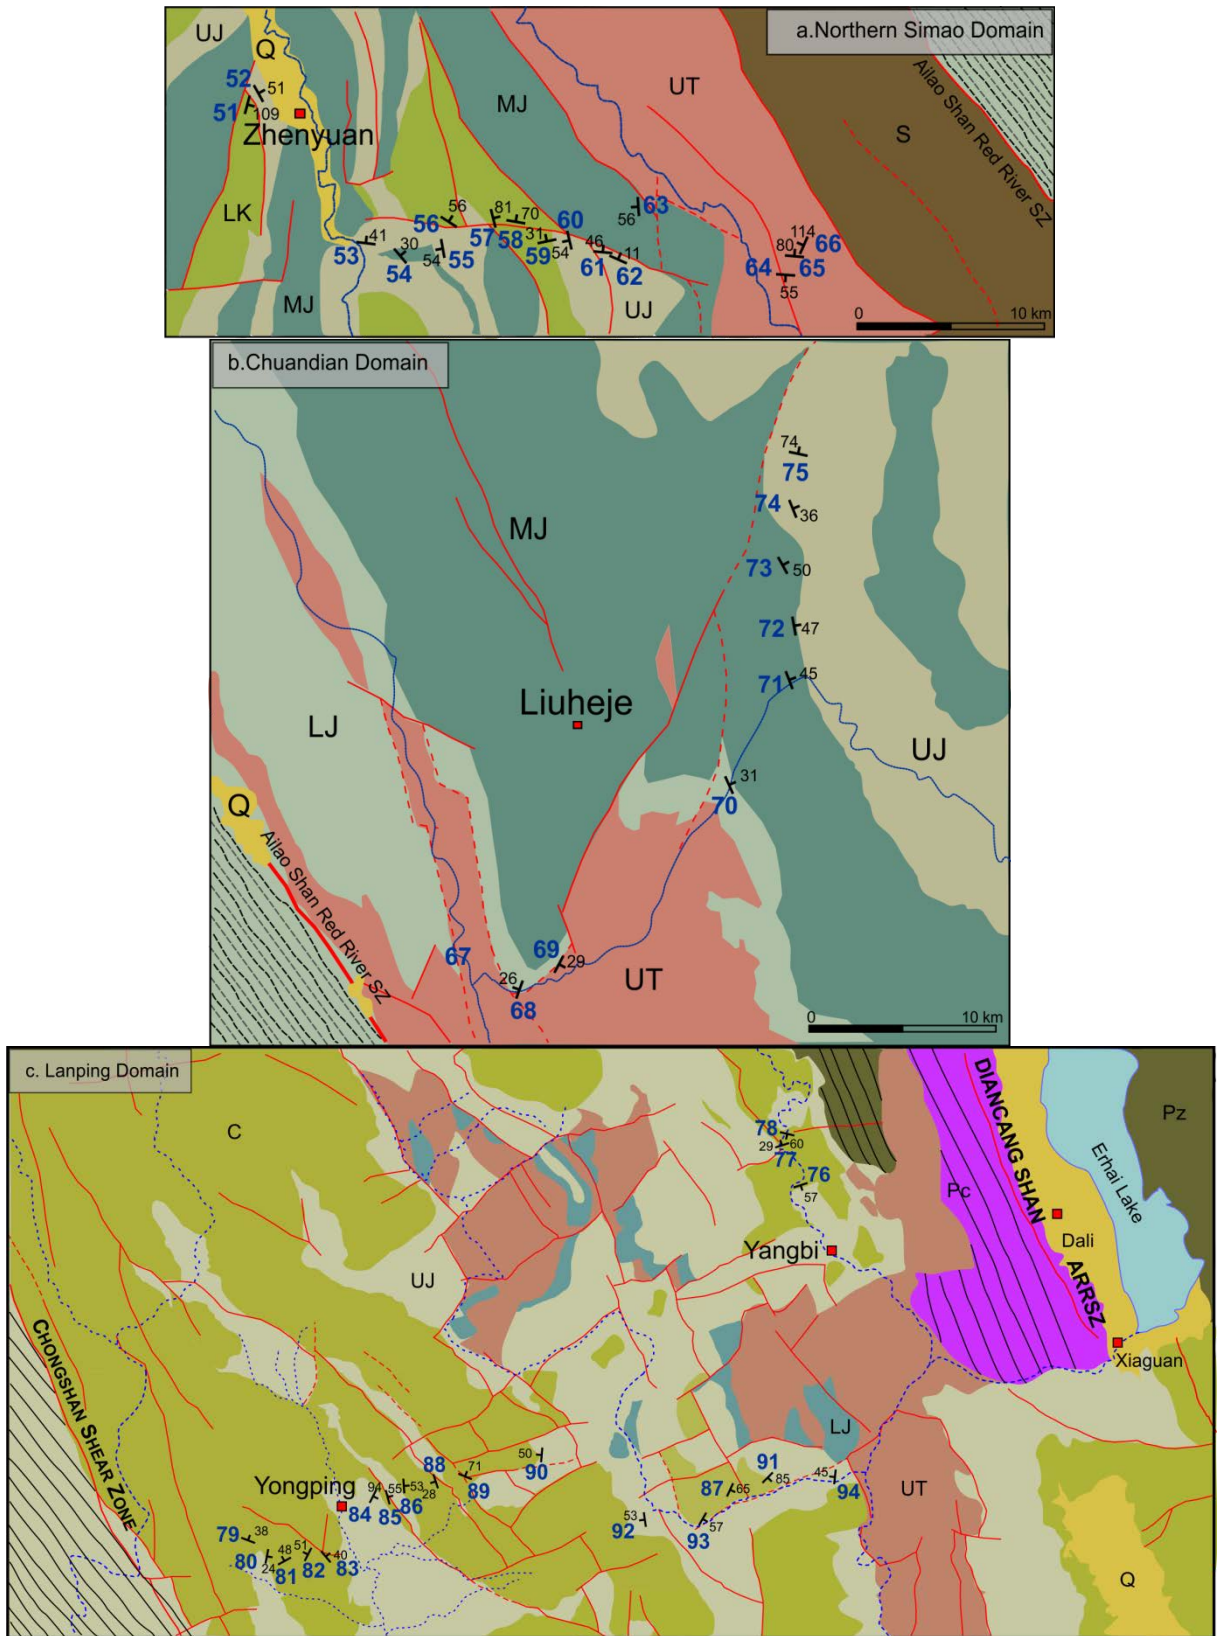 a.Northern Simao Domain
UJ
Q
52
51
51
109
Zhenyuan
MJ
UT
S
Ailao Shan Red River SZ
LK
56
56
81
70
57
58
31
59
54
60
63
56
53
41
30
54
54
55
46
61
11
62
114
80
66
64
65
55
MJ
UJ
0
10 km
b.Chuandian Domain
74
75
74
36
MJ
73
50
72
47
45
71
Liuheje
LJ
UJ
Q
31
70
Ailao Shan Red River SZ
67
69
29
26
68
UT
0
10 km
c. Lanping Domain
C
UJ
78
29
60
77
76
57
Yangbi
Pc
DIANCANG SHAN
ARRSZ
Dali
Erhai Lake
Pz
Xiaguan
CHONGSHAN SHEAR ZONE
Yongping
LJ
UT
Q
50
90
88
71
89
94
55
53
28
84
85
86
91
85
87
65
45
94
53
92
57
93
79
38
80
24
48
81
51
82
40
83